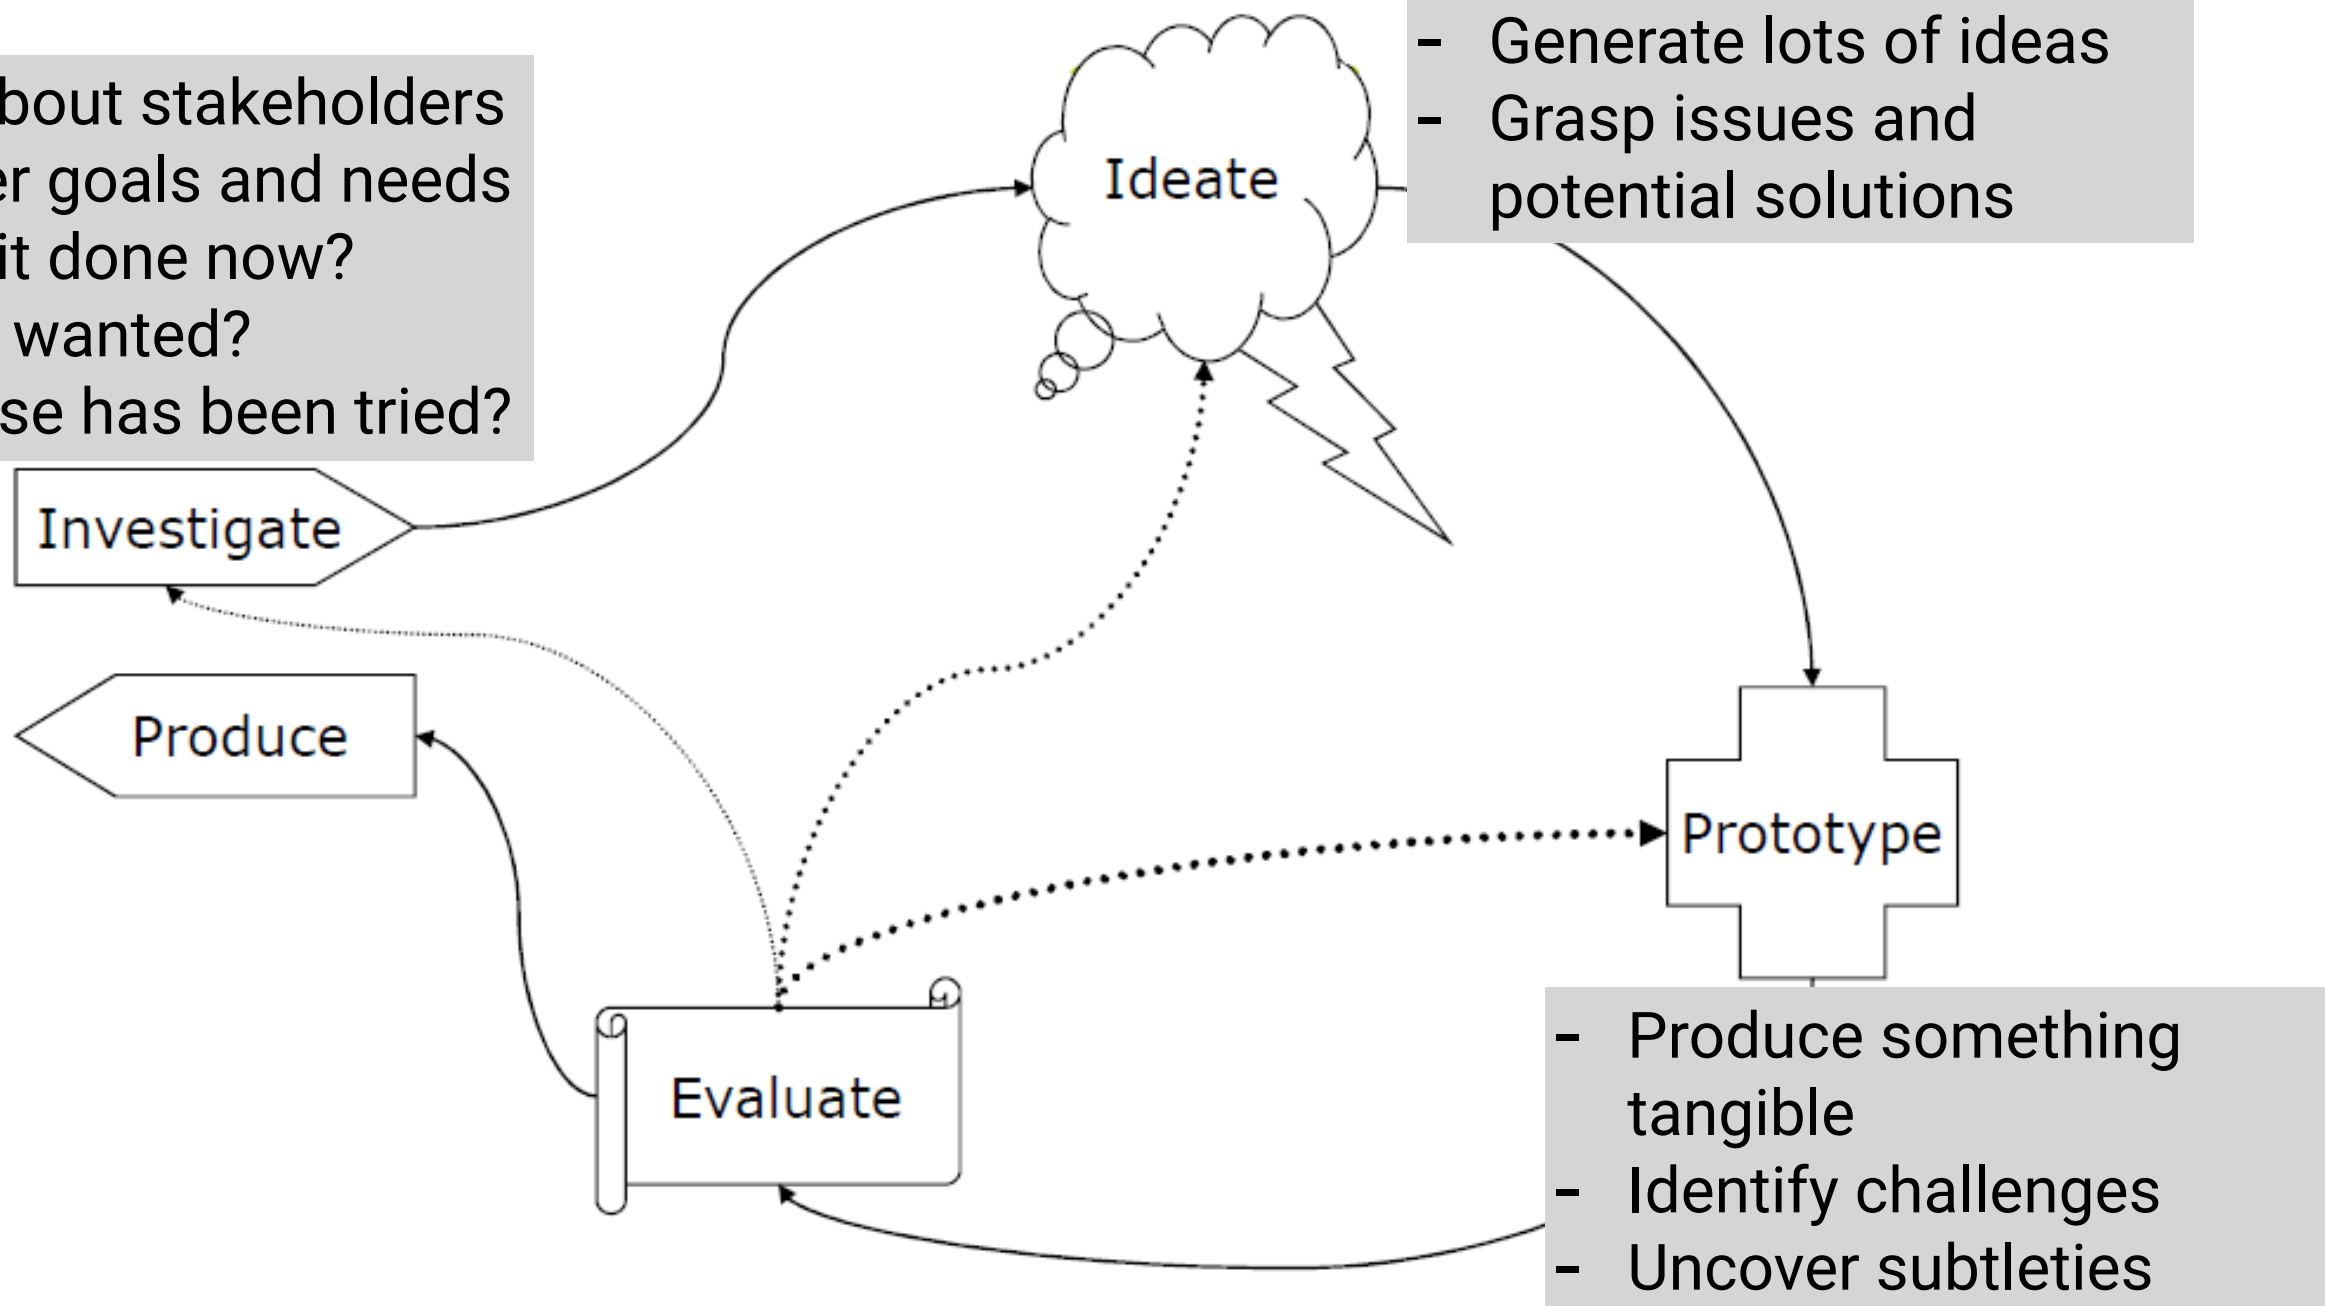 bout stakeholders
er goals and needs
it done now?
wanted?
se has been tried?
Ideate
- Generate lots of ideas
- Grasp issues and
potential solutions
Investigate
Produce
Prototype
Evaluate
- Produce something
tangible
- Identify challenges
- Uncover subtleties